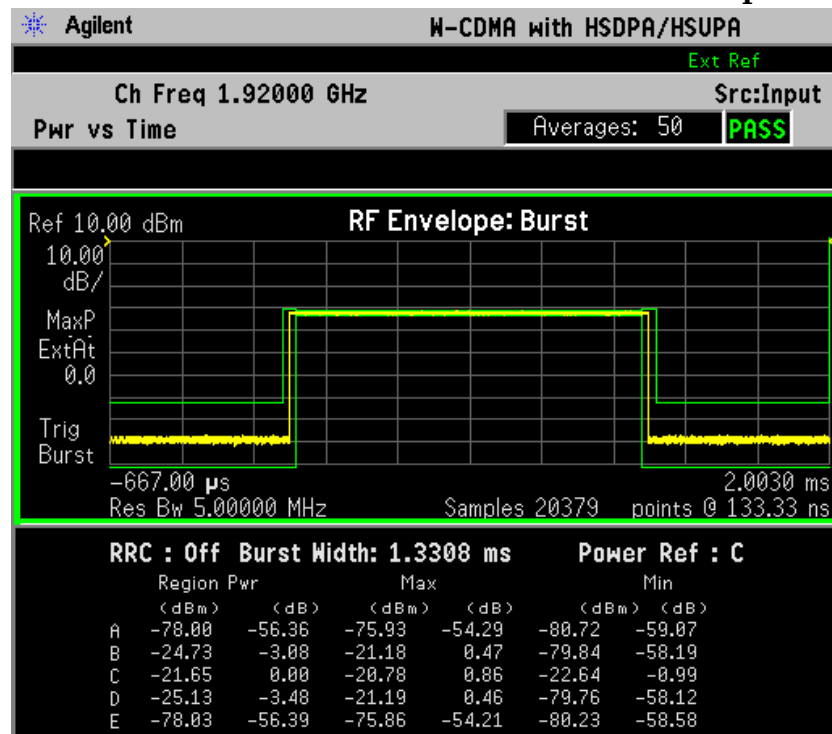 Agilent W-CDMA with HSDPA/HSUPA
Ext Ref
Ch Freq 1.92000 GHz Src:Input
Pwr vs Time Averages: 50 PASS
Ref 10.00 dBm RF Envelope: Burst
10.00
dB/
MaxP
ExtAt
0.0
Trig
Burst
-667.00 µs 2.0030 ms
Res Bw 5.00000 MHz Samples 20379 points @ 133.33 ns
RRC : Off Burst Width: 1.3308 ms Power Ref : C
Region Pwr Max Min
(dBm) (dB) (dBm) (dB) (dBm) (dB)
A -78.00 -56.36 -75.93 -54.29 -80.72 -59.07
B -24.73 -3.08 -21.18 0.47 -79.84 -58.19
C -21.65 0.00 -20.78 0.86 -22.64 -0.99
D -25.13 -3.48 -21.19 0.46 -79.76 -58.12
E -78.03 -56.39 -75.86 -54.21 -80.23 -58.58